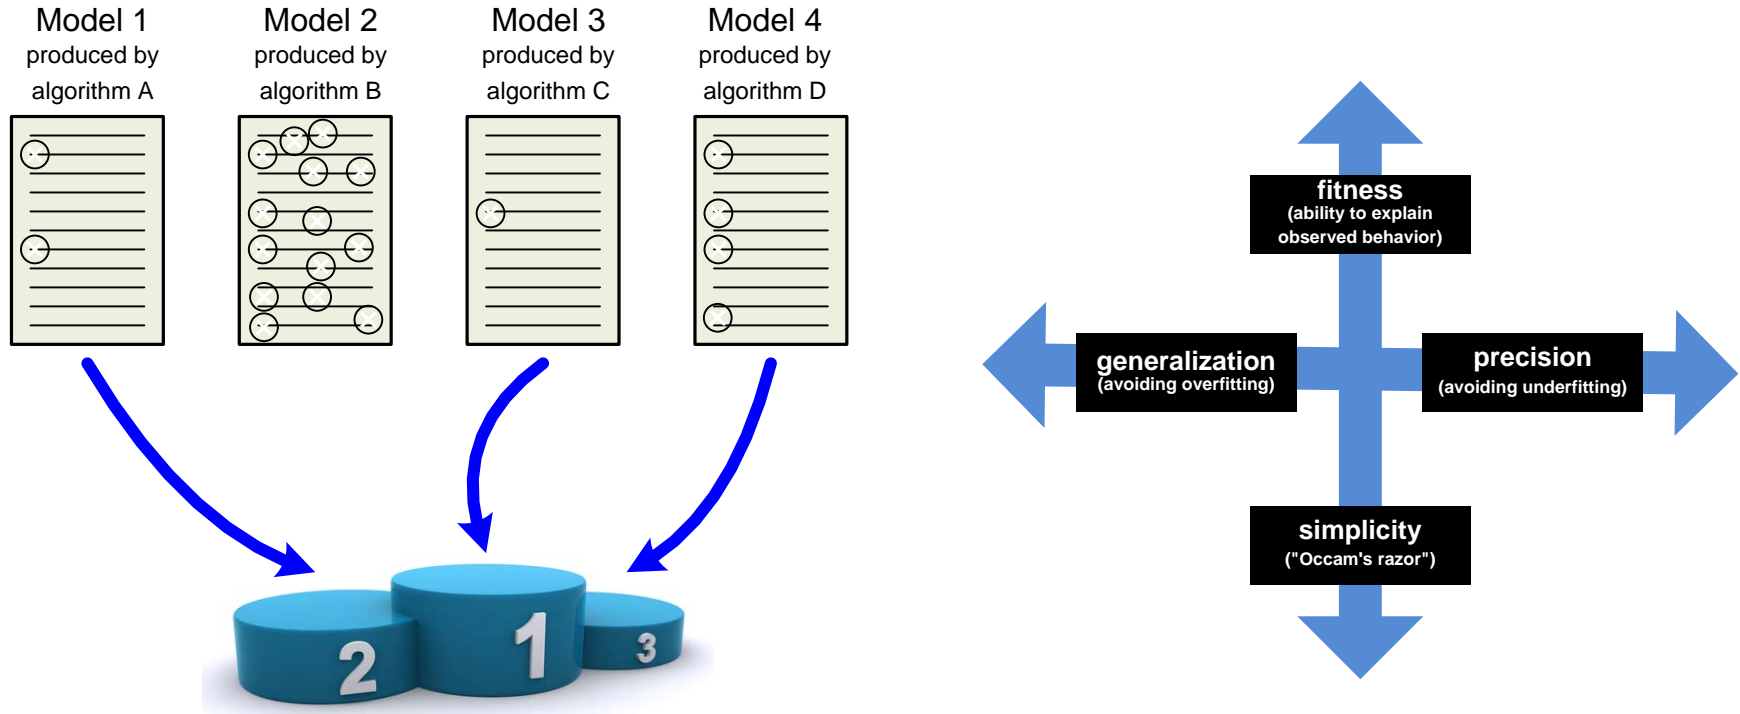 Model 1
produced by
algorithm A
Model 2
produced by
algorithm B
Model 3
produced by
algorithm C
Model 4
produced by
algorithm D
2
1
3
fitness
(ability to explain
observed behavior)
generalization
(avoiding overfitting)
precision
(avoiding underfitting)
simplicity
("Occam's razor")